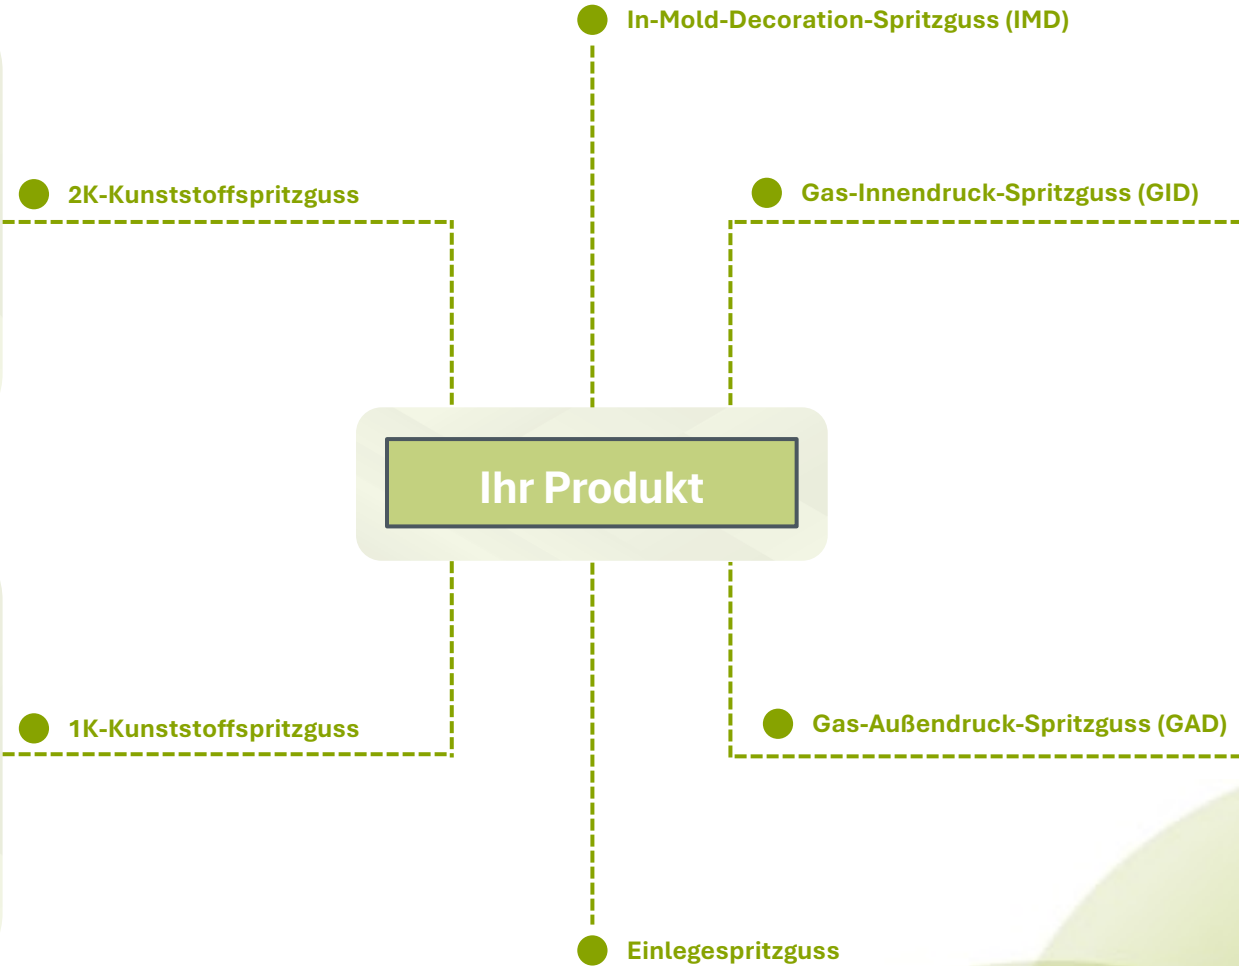 In-Mold-Decoration-Spritzguss (IMD)
2K-Kunststoffspritzguss
Gas-Innendruck-Spritzguss (GID)
Ihr Produkt
1K-Kunststoffspritzguss
Gas-Außendruck-Spritzguss (GAD)
Einlegespritzguss